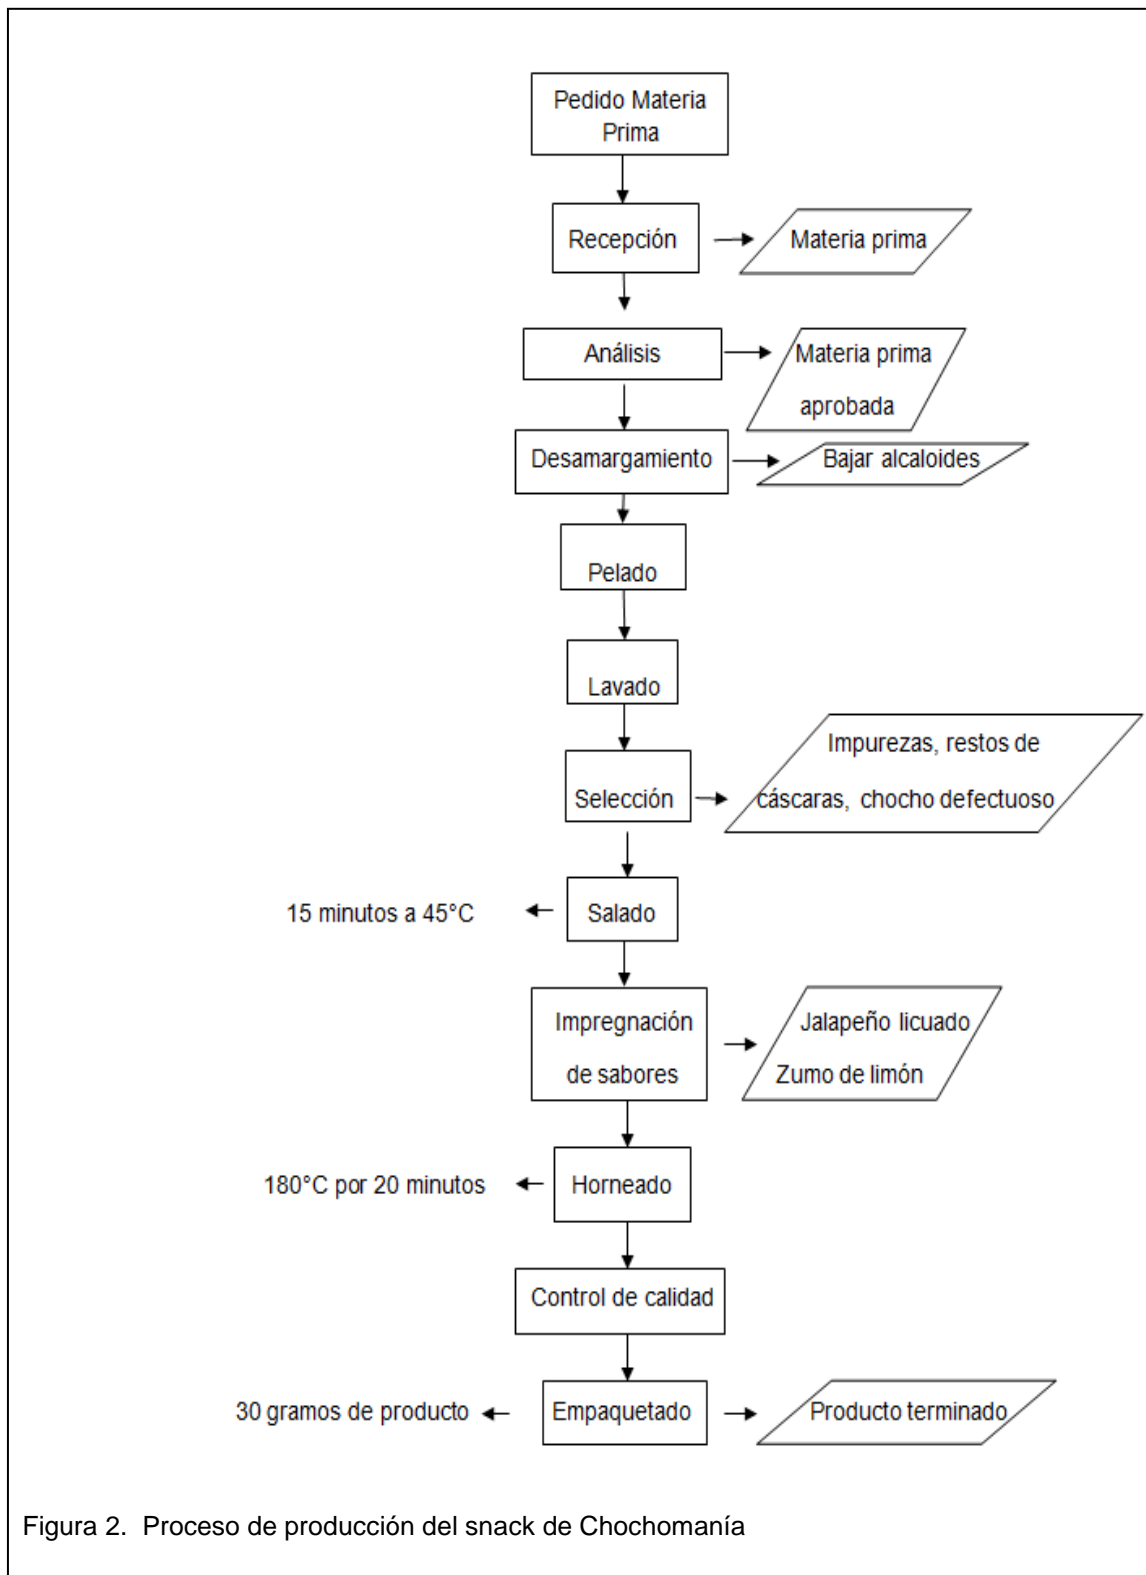 Pedido Materia
Prima
Recepción
Materia prima
Análisis
Materia prima
aprobada
Desamargamiento
Bajar alcaloides
Pelado
Lavado
Selección
Impurezas, restos de
cáscaras, chocho defectuoso
15 minutos a 45°C
Salado
Impregnación
de sabores
Jalapeño licuado
Zumo de limón
180°C por 20 minutos
Horneado
Control de calidad
30 gramos de producto
Empaquetado
Producto terminado
Figura 2. Proceso de producción del snack de Chochomanía